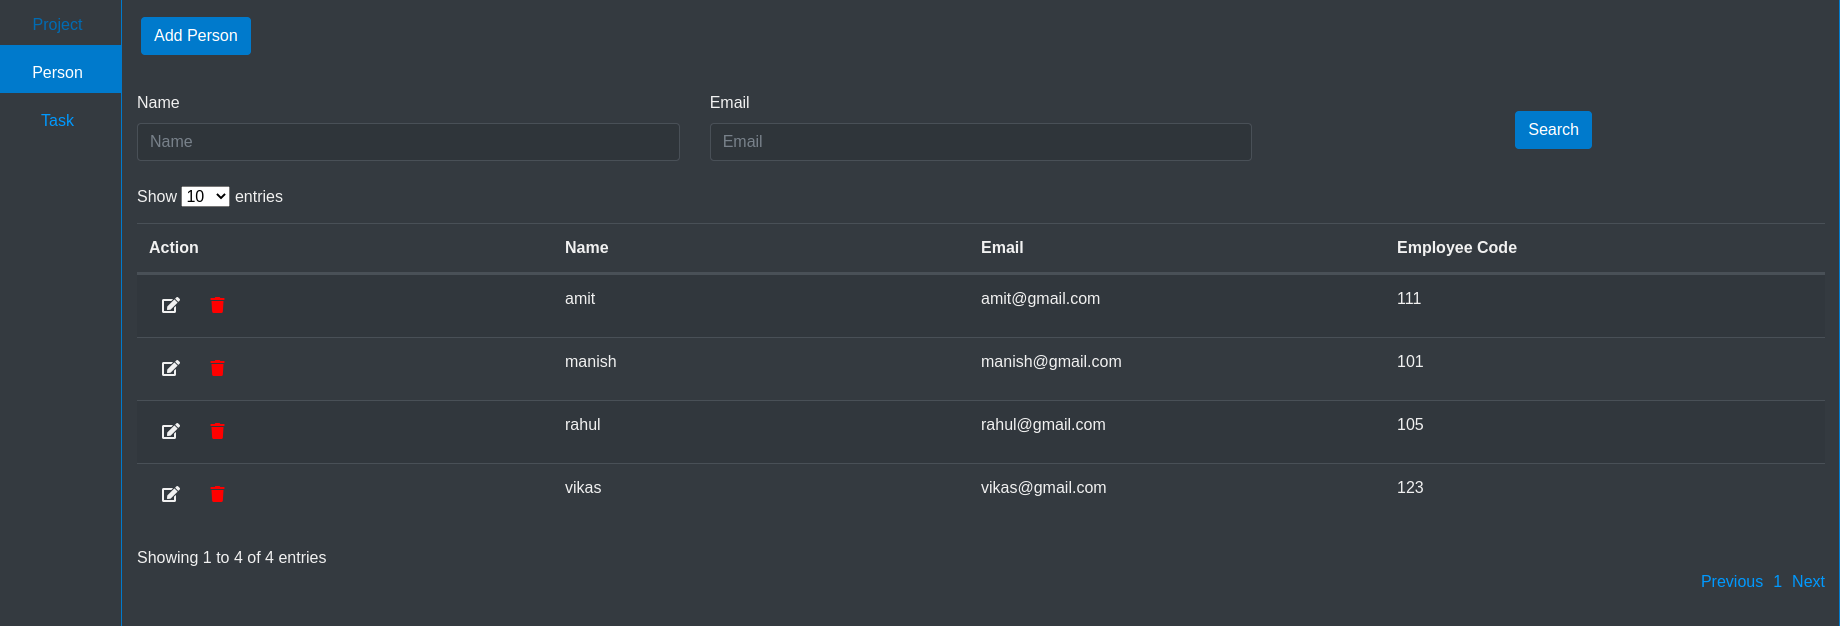 Project
Person
Task
Add Person
Name Email
Name Email Search
Show 10 entries
Action Name Email Employee Code
amit amit@gmail.com 111
manish manish@gmail.com 101
rahul rahul@gmail.com 105
vikas vikas@gmail.com 123
Showing 1 to 4 of 4 entries
Previous 1 Next